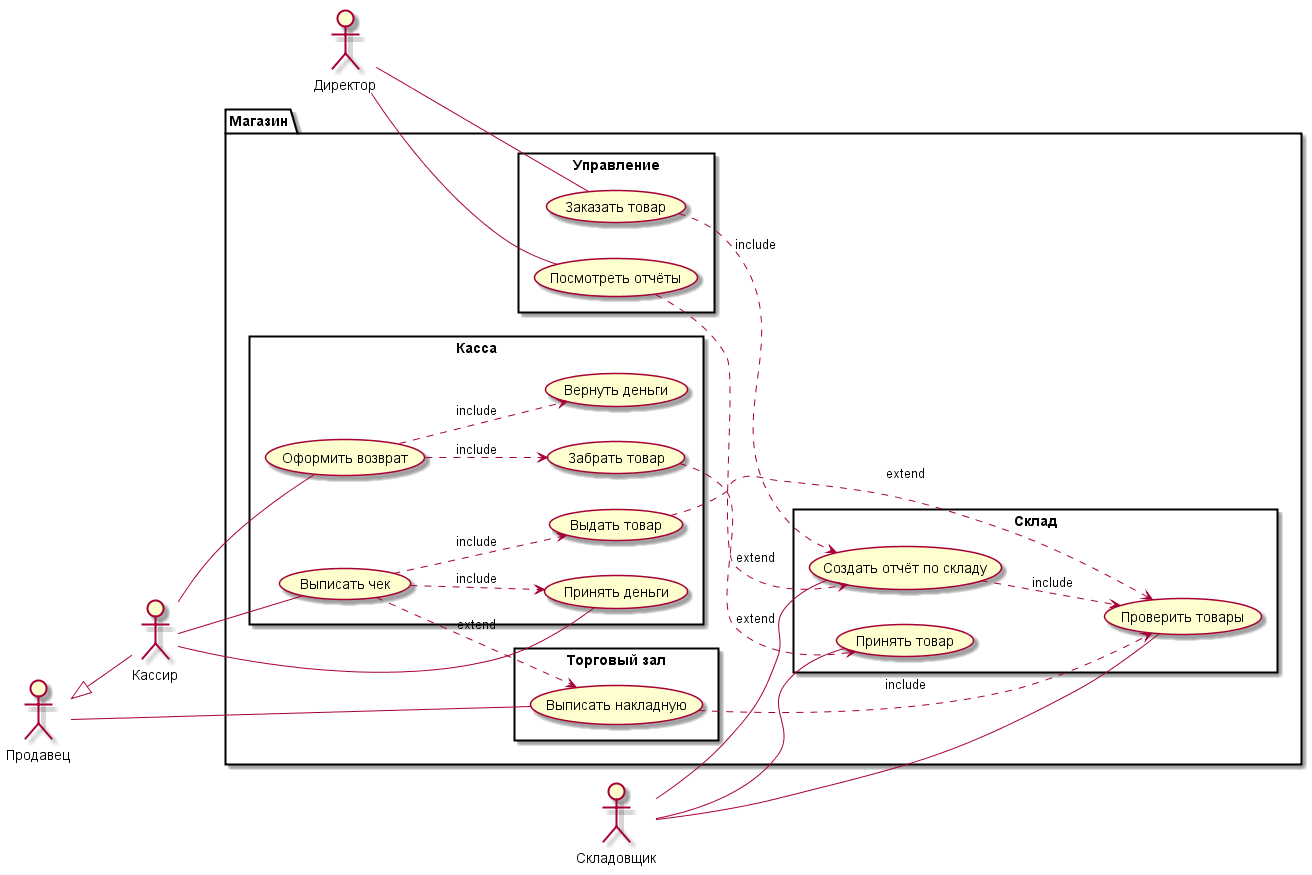 Директор
Магазин
Управление
Заказать товар
include
Посмотреть отчёты
Касса
Вернуть деньги
include
Оформить возврат
include
Забрать товар
extend
Склад
Выдать товар
include
extend
Создать отчёт по складу
include
Выписать чек
include
Принять деньги
Проверить товары
extend
extend
Принять товар
Торговый зал
Кассир
include
Выписать накладную
Продавец
Складовщик